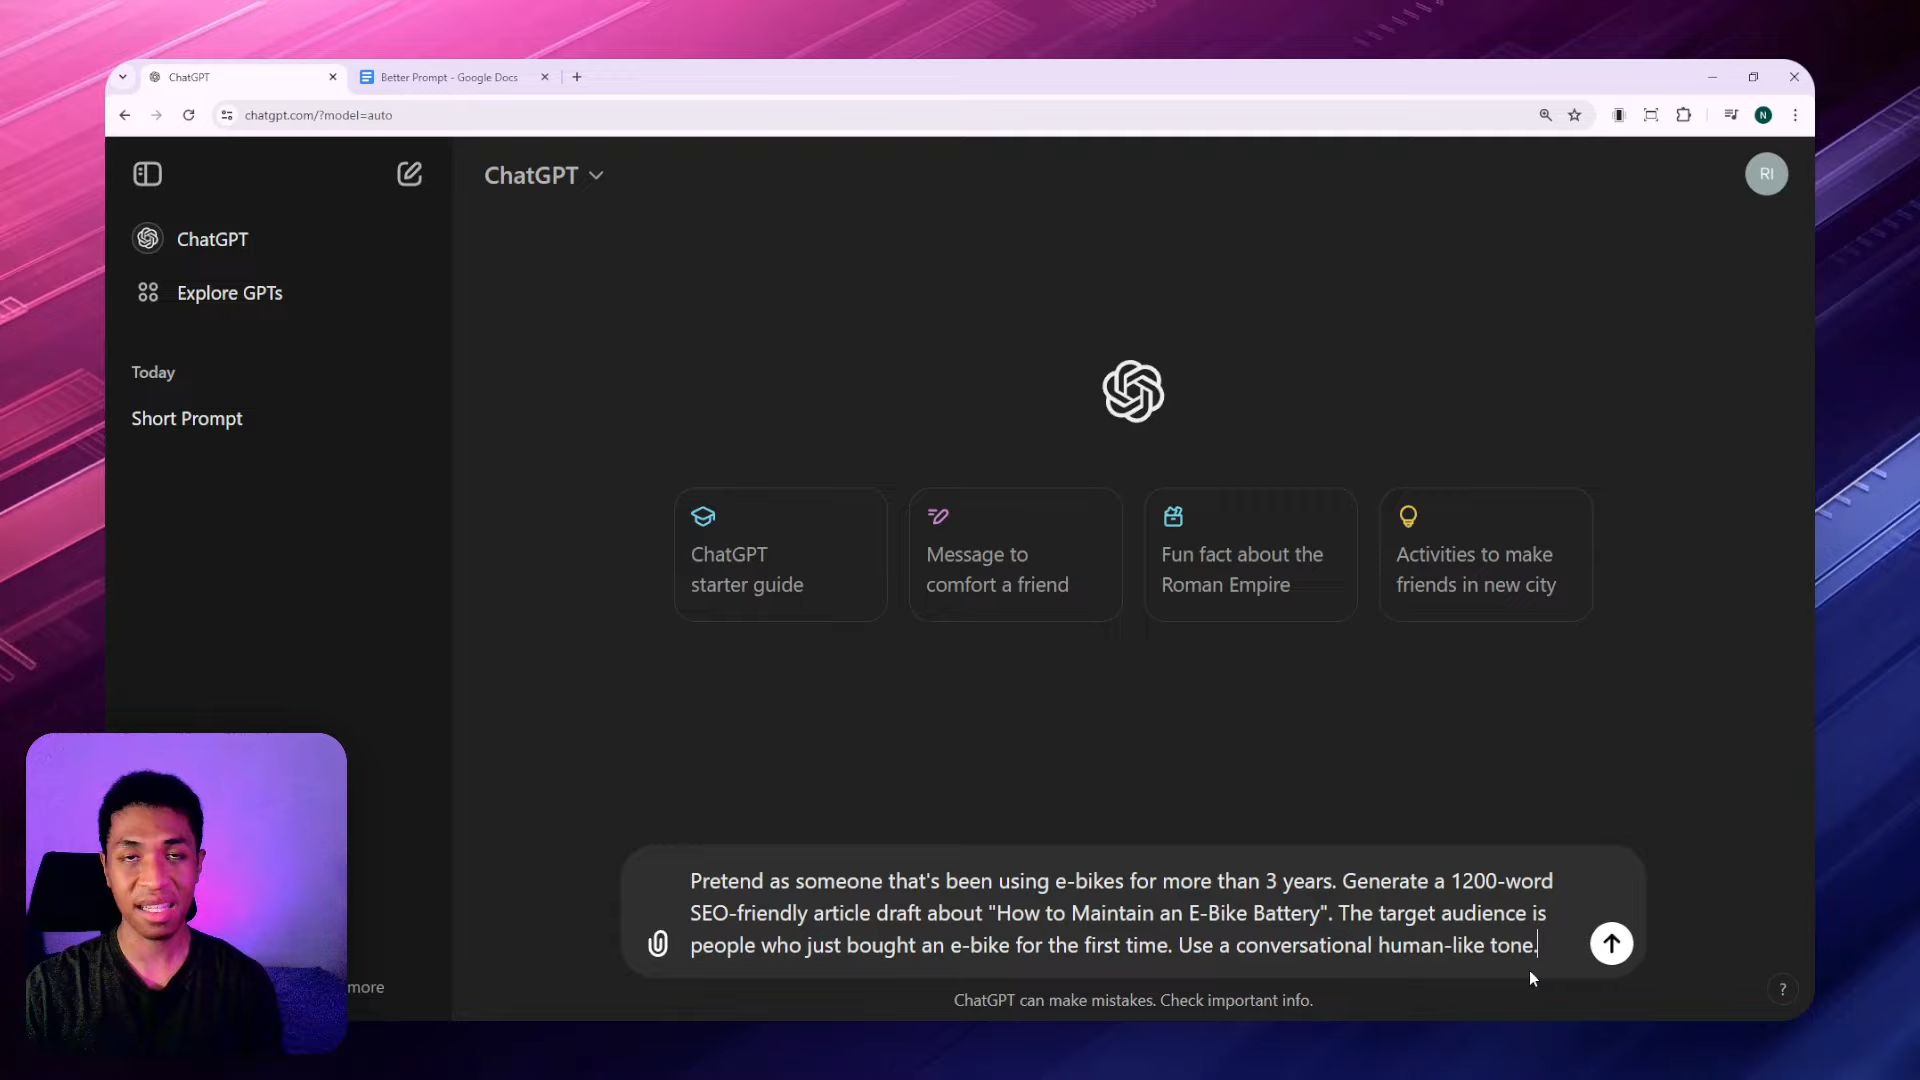 ChatGPT
Better Prompt - Google Docs
chatgpt.com/?model=auto
N
ChatGPT
RI
ChatGPT
Explore GPTs
Today
Short Prompt
ChatGPT
starter guide
Message to
comfort a friend
Fun fact about the
Roman Empire
Activities to make
friends in new city
Pretend as someone that's been using e-bikes for more than 3 years. Generate a 1200-word
SEO-friendly article draft about "How to Maintain an E-Bike Battery". The target audience is
people who just bought an e-bike for the first time. Use a conversational human-like tone.
more
ChatGPT can make mistakes. Check important info.
?